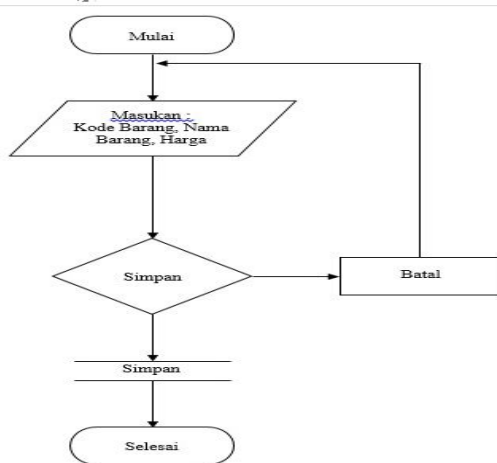 Mulai
Masukan :
Kode Barang, Nama
Barang, Harga
Simpan
Batal
Simpan
Selesai